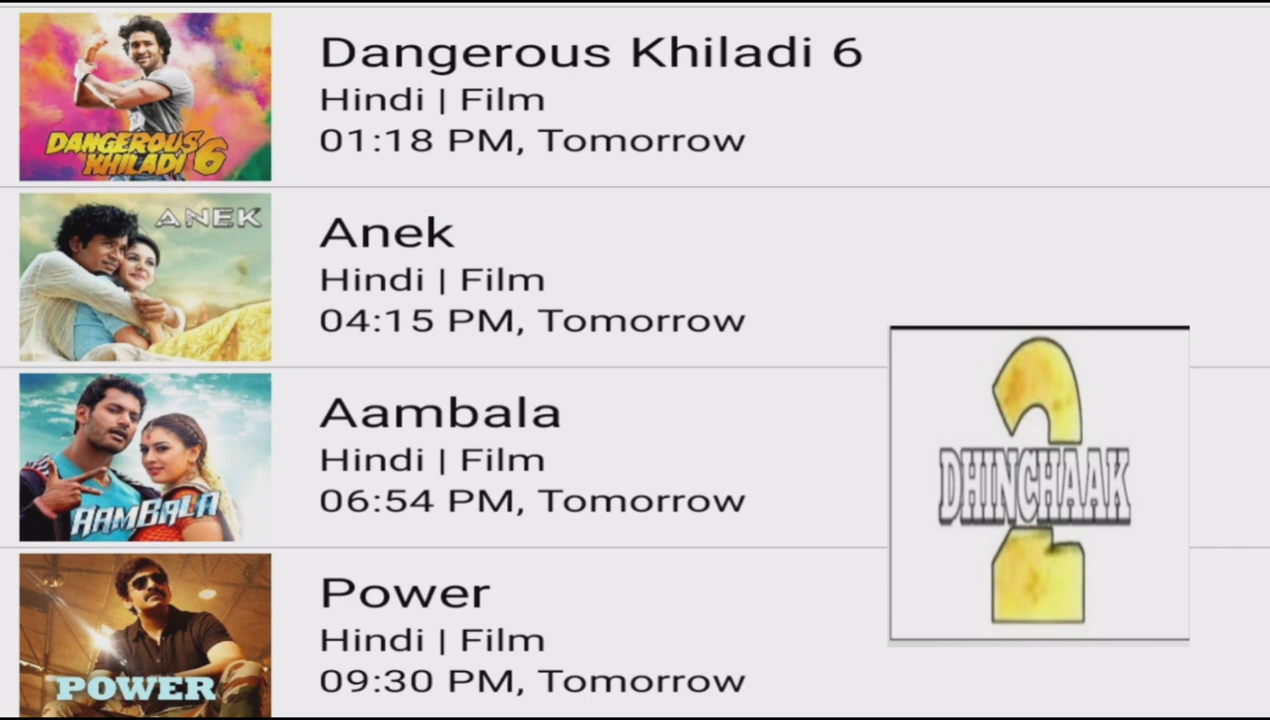 DANGEROUS
KHILADI 6
Dangerous Khiladi 6
Hindi | Film
01:18 PM, Tomorrow
ANEK
Anek
Hindi | Film
04:15 PM, Tomorrow
AAMBALA
Aambala
Hindi | Film
06:54 PM, Tomorrow
POWER
Power
Hindi | Film
09:30 PM, Tomorrow
2
DHINCHAAK